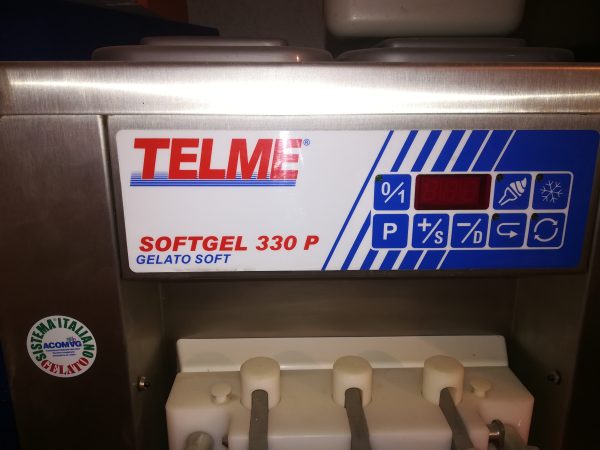 TELME®
SOFTGEL 330 P
GELATO SOFT
0/1
P
+/S
-/D
SISTEMA ITALIANO
ACOMAG
GELATO